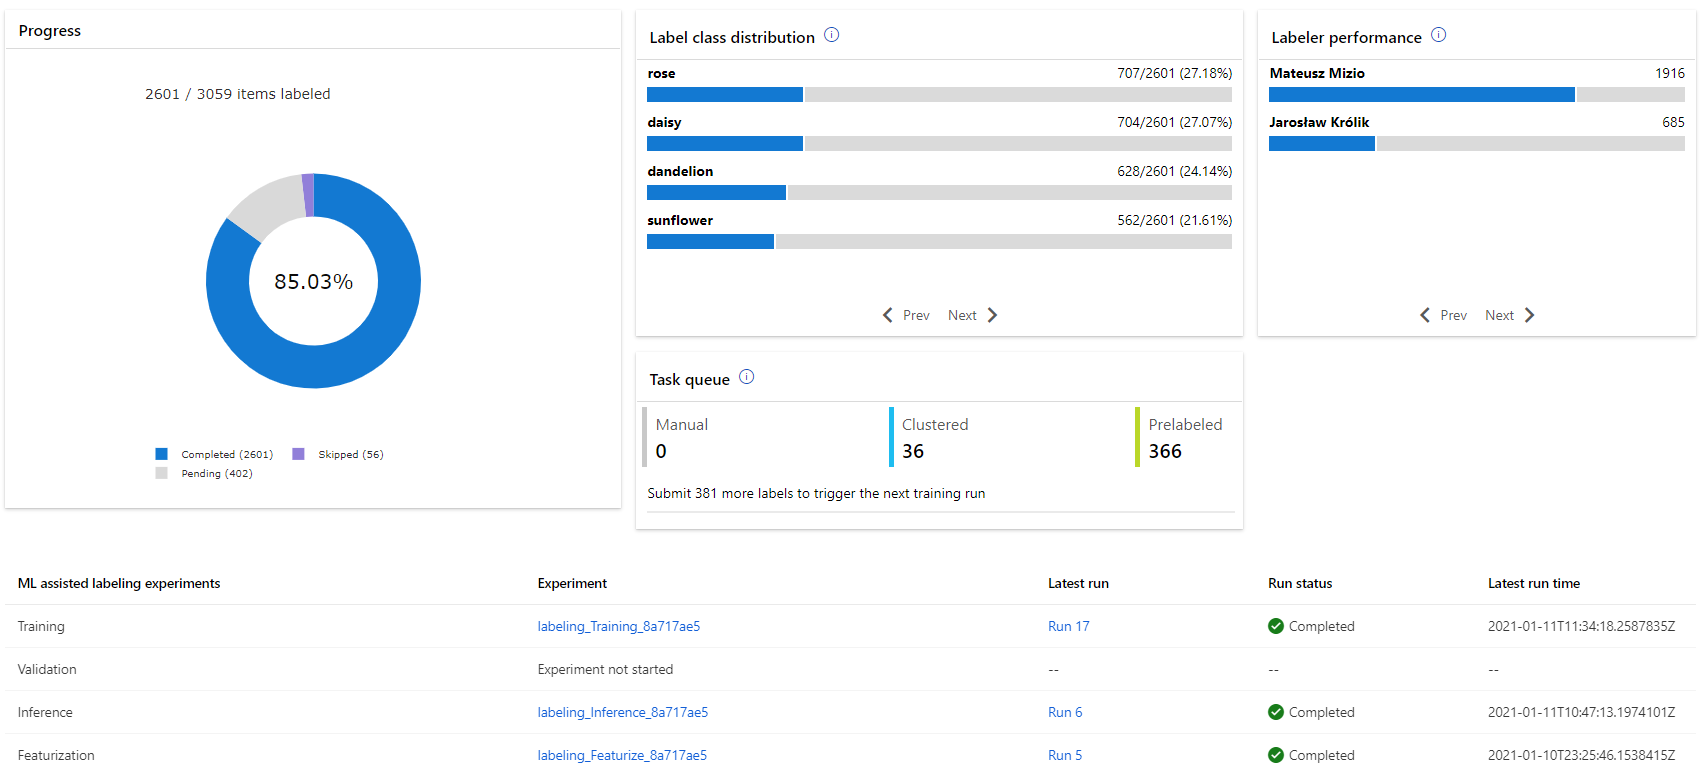 Progress
2601 / 3059 items labeled
85.03%
Completed (2601)
Skipped (56)
Pending (402)
Label class distribution
rose 707/2601 (27.18%)
daisy 704/2601 (27.07%)
dandelion 628/2601 (24.14%)
sunflower 562/2601 (21.61%)
Prev Next
Labeler performance
Mateusz Mizio 1916
Jarosław Królik 685
Prev Next
Task queue
Manual
0
Clustered
36
Prelabeled
366
Submit 381 more labels to trigger the next training run
ML assisted labeling experiments Experiment Latest run Run status Latest run time
Training labeling_Training_8a717ae5 Run 17 Completed 2021-01-11T11:34:18.2587835Z
Validation Experiment not started -- -- --
Inference labeling_Inference_8a717ae5 Run 6 Completed 2021-01-11T10:47:13.1974101Z
Featurization labeling_Featurize_8a717ae5 Run 5 Completed 2021-01-10T23:25:46.1538415Z